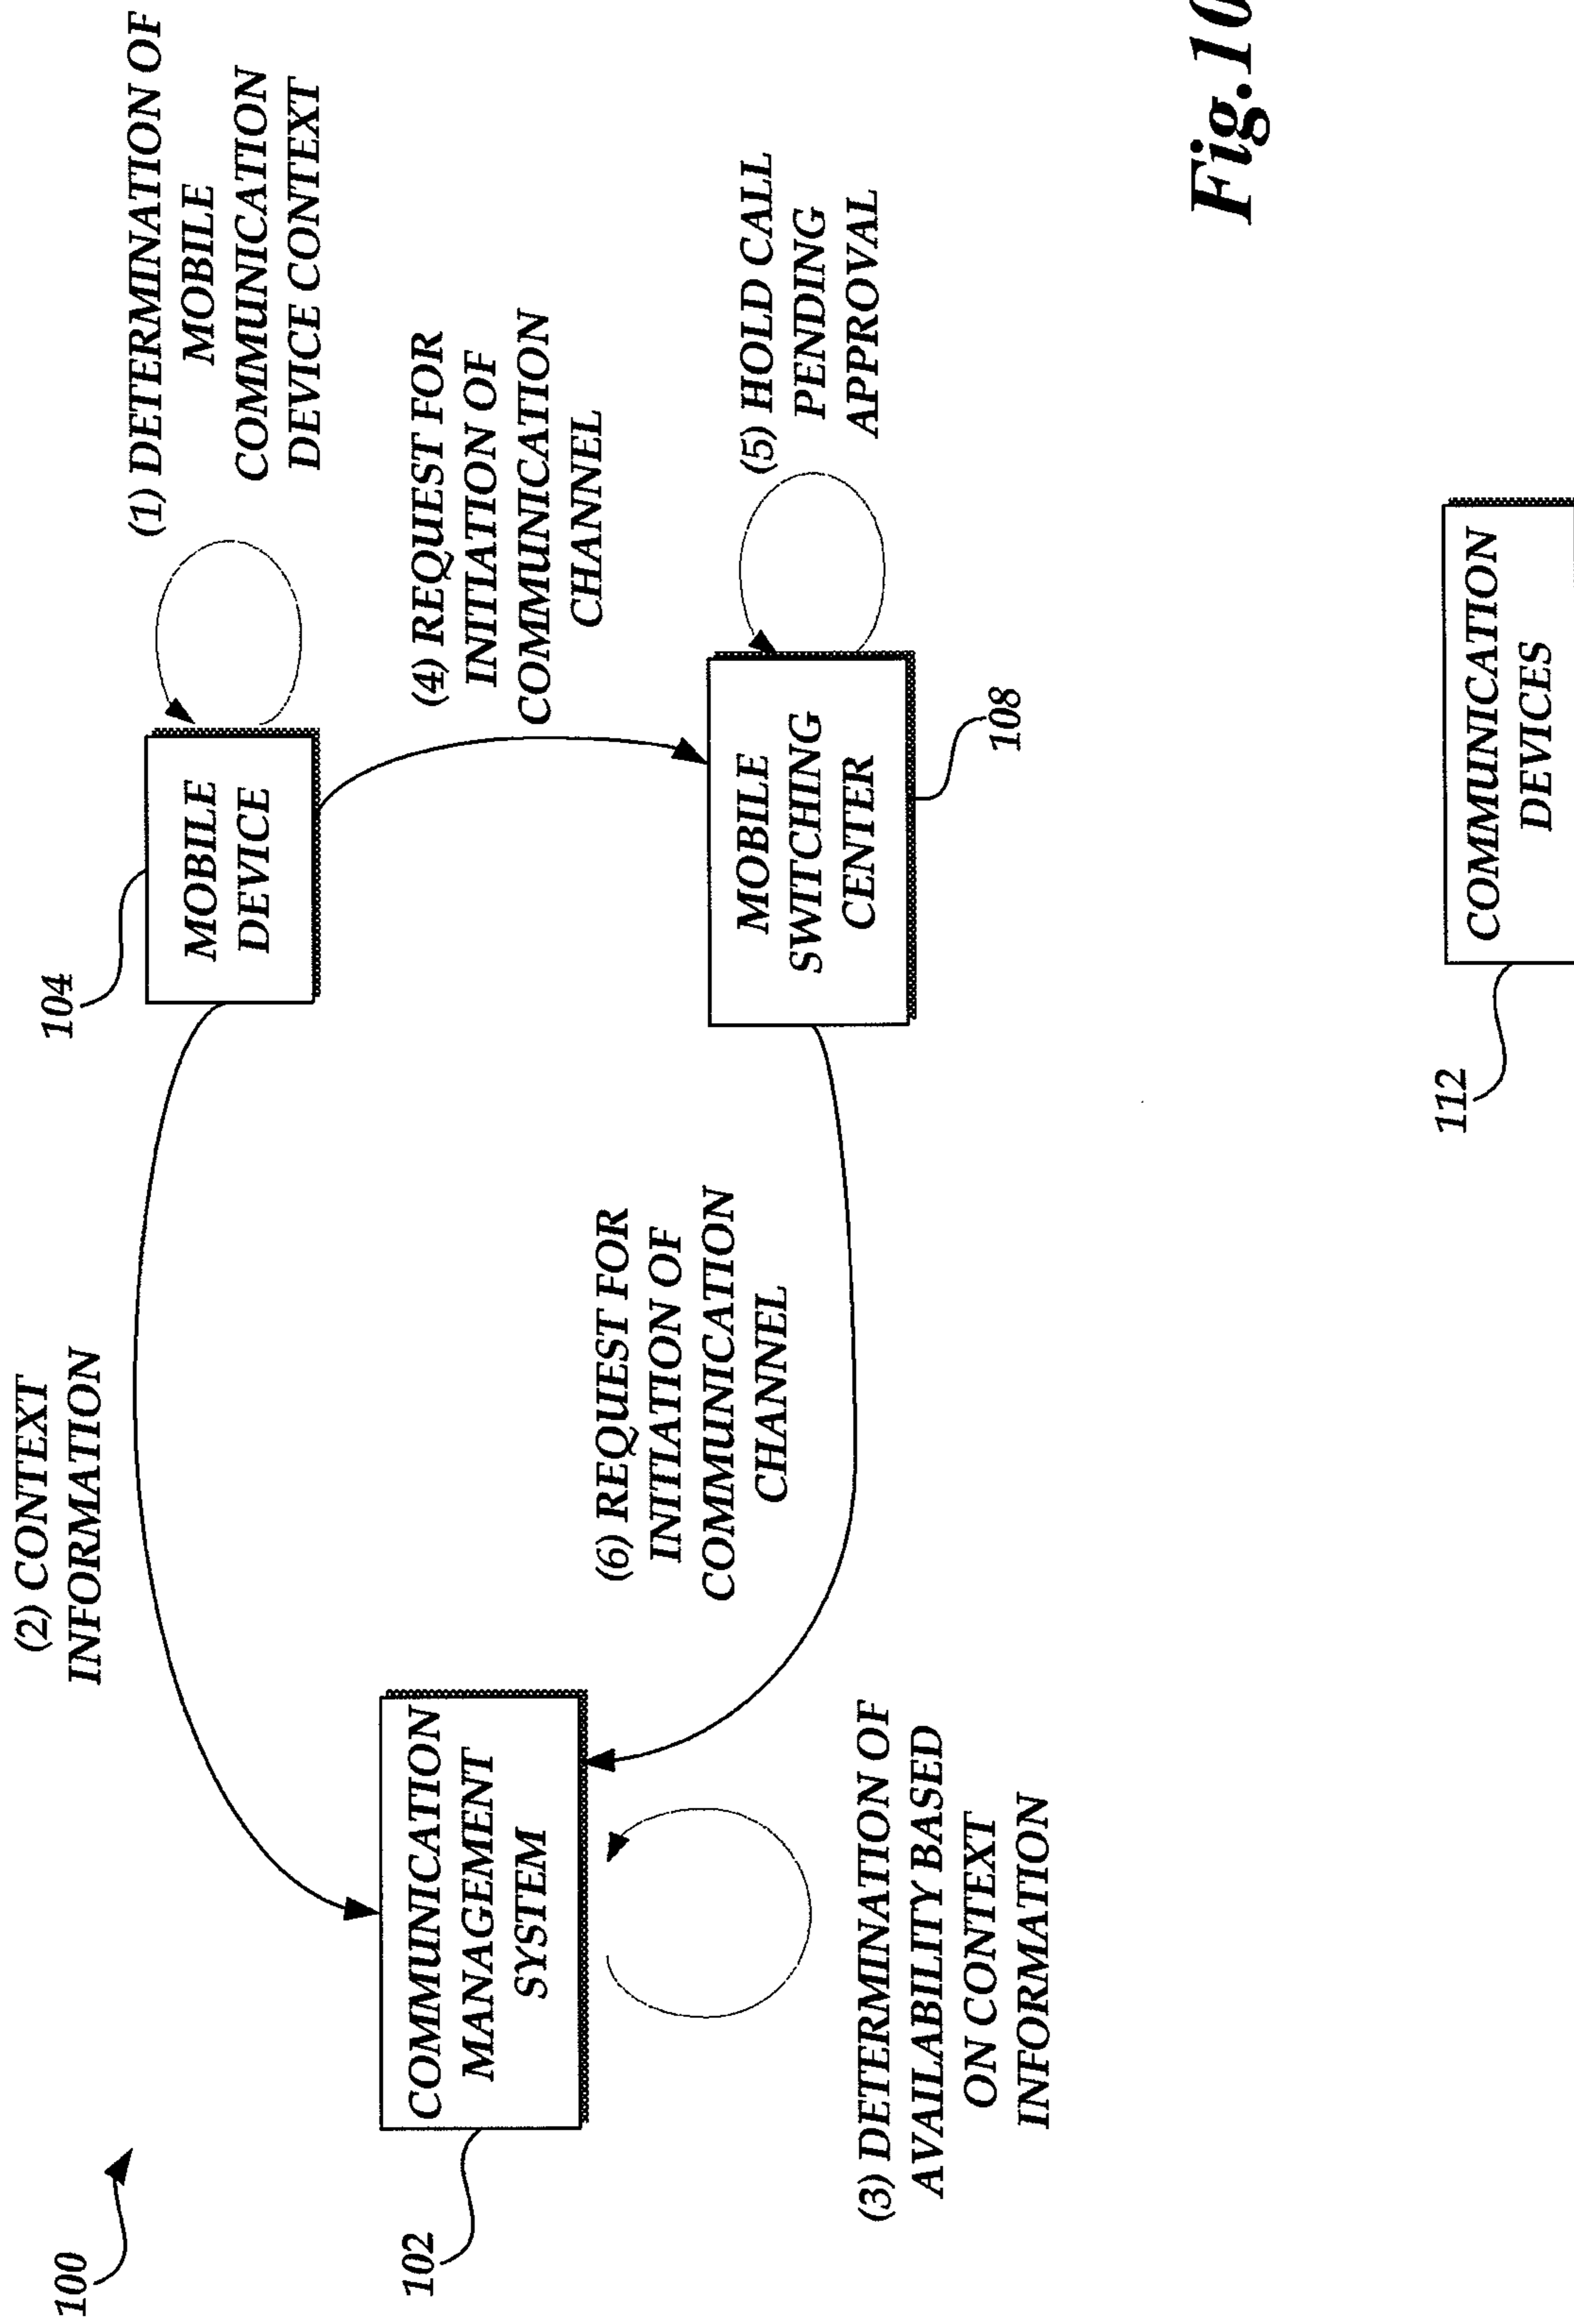 100
104
(1) DETERMINATION OF
MOBILE
COMMUNICATION
DEVICE CONTEXT
(2) CONTEXT
INFORMATION
MOBILE
DEVICE
(4) REQUEST FOR
INITIATION OF
COMMUNICATION
CHANNEL
102
COMMUNICATION
MANAGEMENT
SYSTEM
(6) REQUEST FOR
INITIATION OF
COMMUNICATION
CHANNEL
MOBILE
SWITCHING
CENTER
(5) HOLD CALL
PENDING
APPROVAL
(3) DETERMINATION OF
AVAILABILITY BASED
ON CONTEXT
INFORMATION
108
Fig.10
112
COMMUNICATION
DEVICES